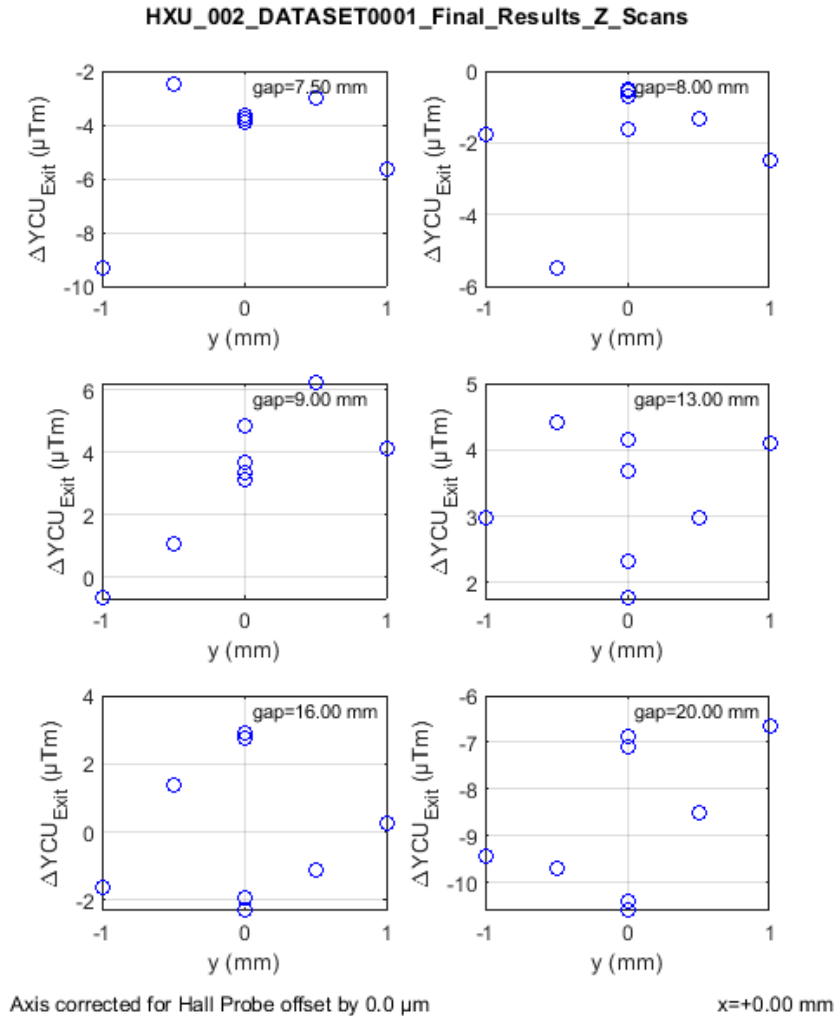 HXU_002_DATASET0001_Final_Results_Z_Scans
gap=7.50 mm
-2
-4
-6
-8
-10
ΔYCU_Exit (µTm)
-1 0 1
y (mm)
gap=8.00 mm
0
-2
-4
-6
ΔYCU_Exit (µTm)
-1 0 1
y (mm)
gap=9.00 mm
6
4
2
0
ΔYCU_Exit (µTm)
-1 0 1
y (mm)
gap=13.00 mm
5
4
3
2
ΔYCU_Exit (µTm)
-1 0 1
y (mm)
gap=16.00 mm
4
2
0
-2
ΔYCU_Exit (µTm)
-1 0 1
y (mm)
gap=20.00 mm
-6
-7
-8
-9
-10
ΔYCU_Exit (µTm)
-1 0 1
y (mm)
Axis corrected for Hall Probe offset by 0.0 µm
x=+0.00 mm